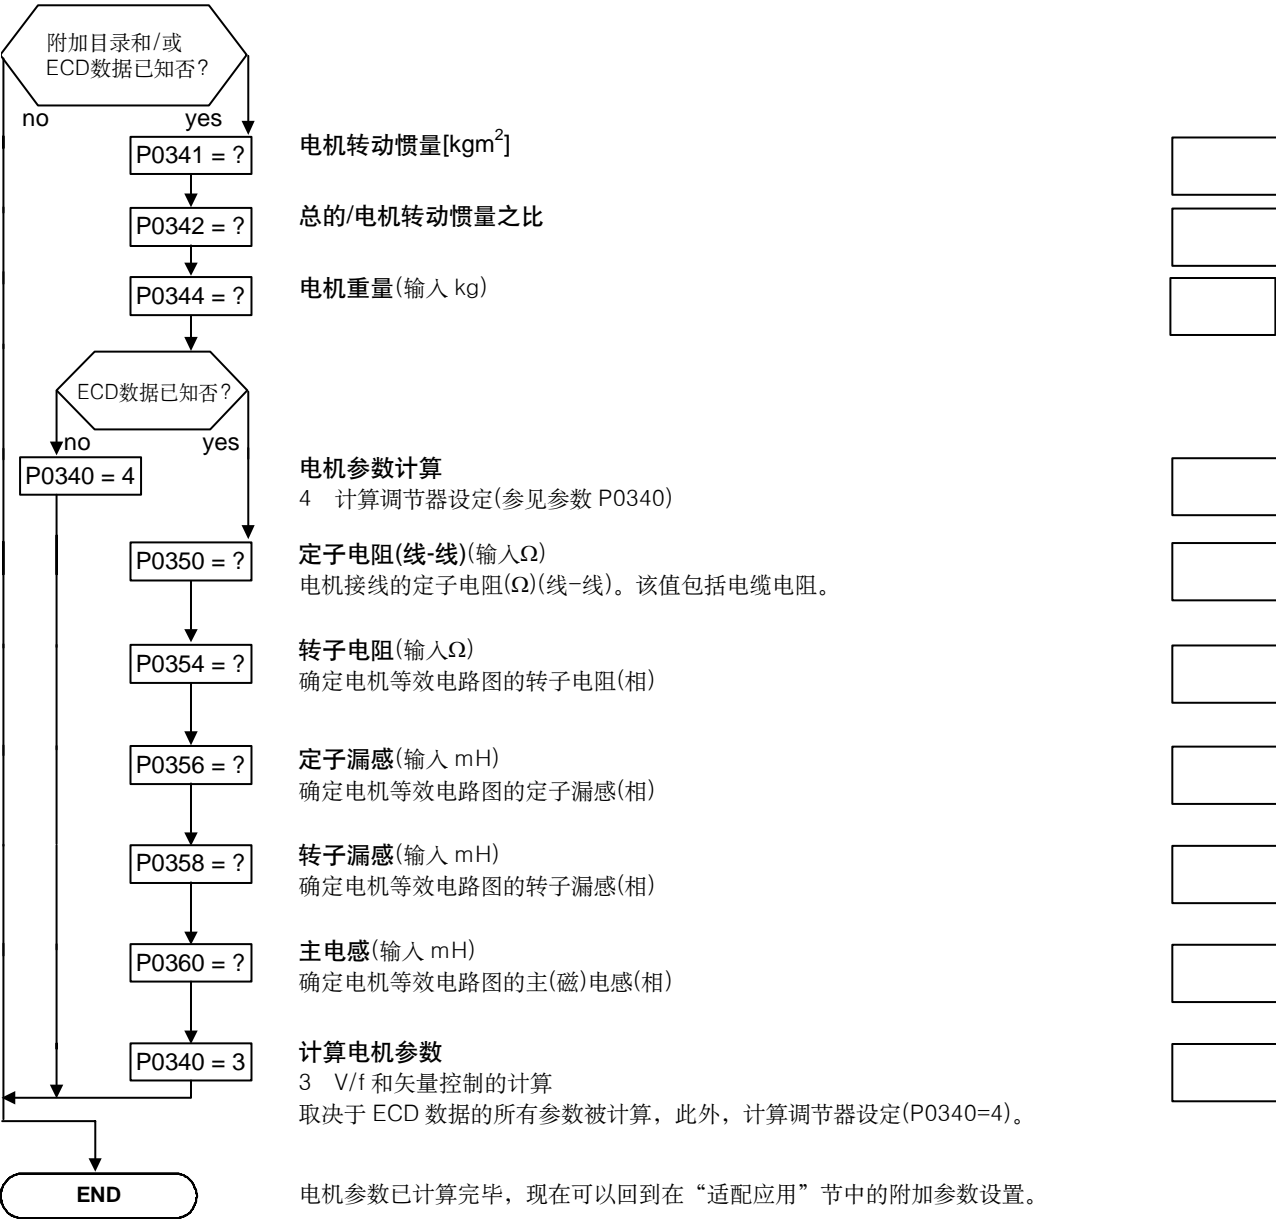 附加目录和/或
ECD数据已知否?
no
yes
P0341 = ?
电机转动惯量[kgm²]
P0342 = ?
总的/电机转动惯量之比
P0344 = ?
电机重量(输入 kg)
ECD数据已知否?
no
yes
P0340 = 4
电机参数计算
4 计算调节器设定(参见参数 P0340)
P0350 = ?
定子电阻(线-线)(输入Ω)
电机接线的定子电阻(Ω)(线-线)。该值包括电缆电阻。
P0354 = ?
转子电阻(输入Ω)
确定电机等效电路图的转子电阻(相)
P0356 = ?
定子漏感(输入 mH)
确定电机等效电路图的定子漏感(相)
P0358 = ?
转子漏感(输入 mH)
确定电机等效电路图的转子漏感(相)
P0360 = ?
主电感(输入 mH)
确定电机等效电路图的主(磁)电感(相)
P0340 = 3
计算电机参数
3 V/f 和矢量控制的计算
取决于 ECD 数据的所有参数被计算，此外，计算调节器设定(P0340=4)。
END
电机参数已计算完毕，现在可以回到在“适配应用”节中的附加参数设置。